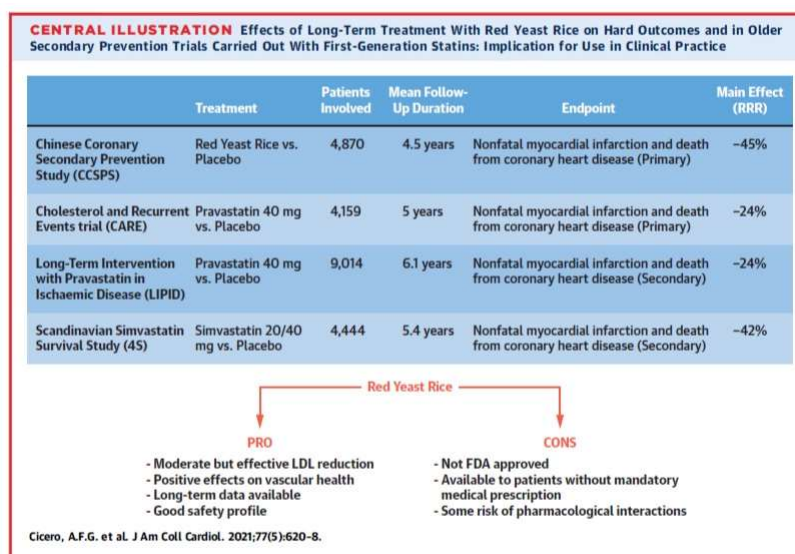 CENTRAL ILLUSTRATION Effects of Long-Term Treatment With Red Yeast Rice on Hard Outcomes and in Older
Secondary Prevention Trials Carried Out With First-Generation Statins: Implication for Use in Clinical Practice
Treatment
Patients
Involved
Mean Follow-
Up Duration
Endpoint
Main Effect
(RRR)
Chinese Coronary
Secondary Prevention
Study (CCSPS)
Red Yeast Rice vs.
Placebo
4,870
4.5 years
Nonfatal myocardial infarction and death
from coronary heart disease (Primary)
–45%
Cholesterol and Recurrent
Events trial (CARE)
Pravastatin 40 mg
vs. Placebo
4,159
5 years
Nonfatal myocardial infarction and death
from coronary heart disease (Primary)
–24%
Long-Term Intervention
with Pravastatin in
Ischaemic Disease (LIPID)
Pravastatin 40 mg
vs. Placebo
9,014
6.1 years
Nonfatal myocardial infarction and death
from coronary heart disease (Secondary)
–24%
Scandinavian Simvastatin
Survival Study (4S)
Simvastatin 20/40
mg vs. Placebo
4,444
5.4 years
Nonfatal myocardial infarction and death
from coronary heart disease (Secondary)
–42%
Red Yeast Rice
PRO
- Moderate but effective LDL reduction
- Positive effects on vascular health
- Long-term data available
- Good safety profile
CONS
- Not FDA approved
- Available to patients without mandatory
medical prescription
- Some risk of pharmacological interactions
Cicero, A.F.G. et al. J Am Coll Cardiol. 2021;77(5):620-8.